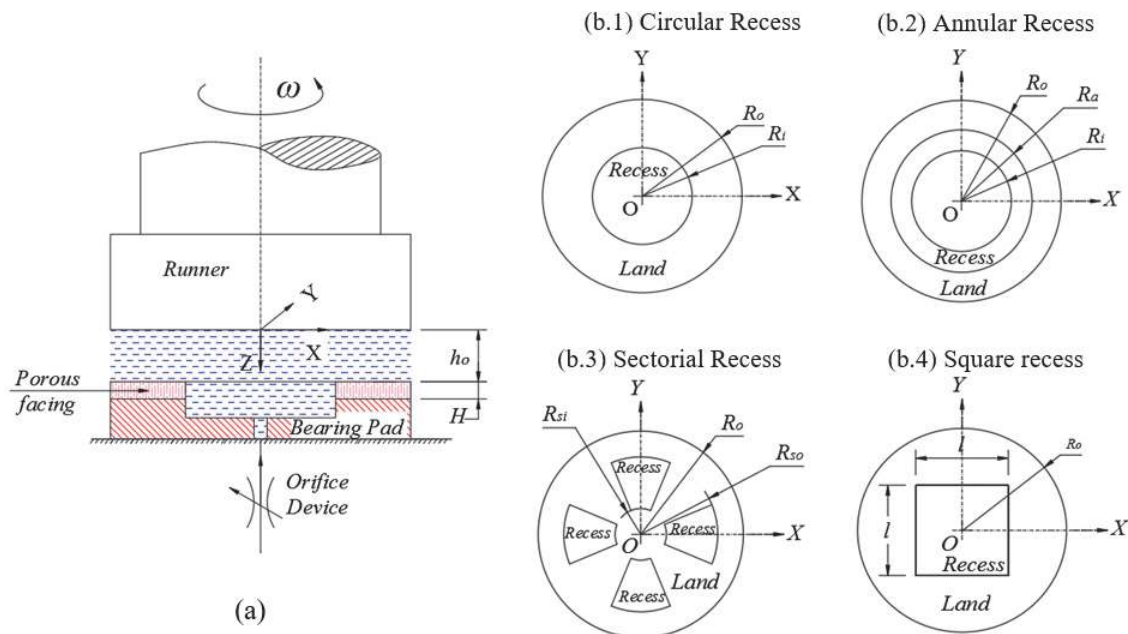 ω
Runner
Y
X
Z
h₀
Porous
facing
H
Bearing Pad
Orifice
Device
(a)
(b.1) Circular Recess
Y
Rₒ
Rᵢ
Recess
O
X
Land
(b.2) Annular Recess
Y
Rₒ
Rₐ
Rᵢ
O
X
Recess
Land
(b.3) Sectorial Recess
Y
Rₛᵢ
Rₒ
Rₛₒ
Recess
Recess
Recess
O
X
Land
Recess
(b.4) Square recess
Y
l
Rₒ
l
O
X
Recess
Land